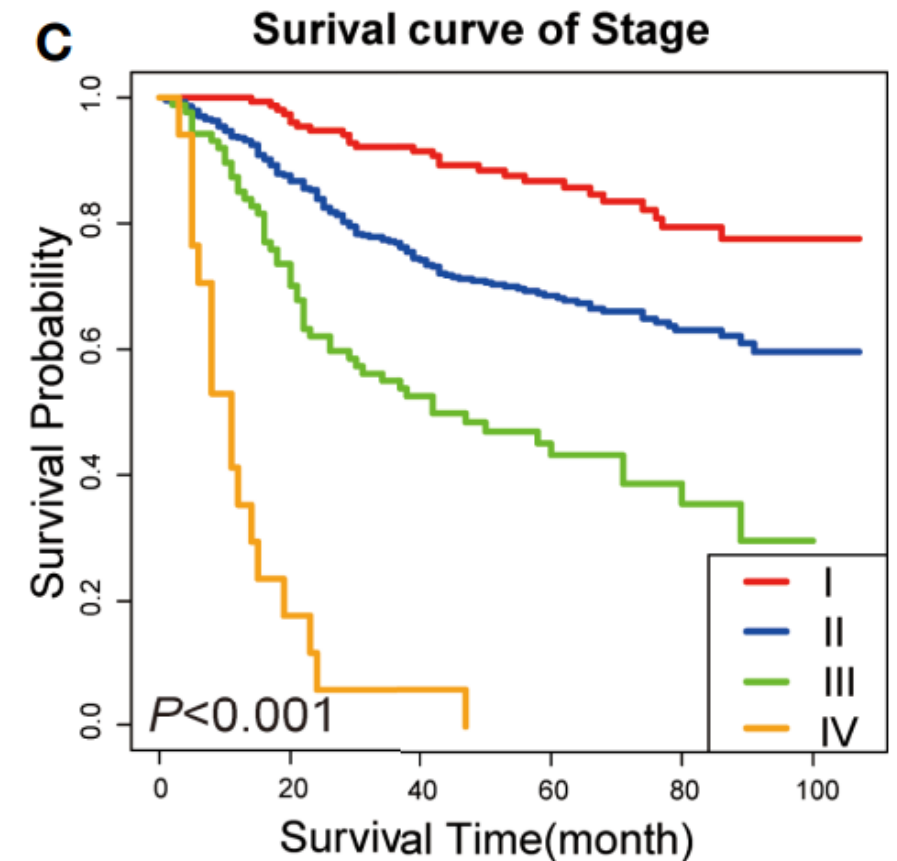 C
Surival curve of Stage
Survival Probability
1.0
0.8
0.6
0.4
0.2
0.0
P<0.001
I
II
III
IV
0 20 40 60 80 100
Survival Time(month)